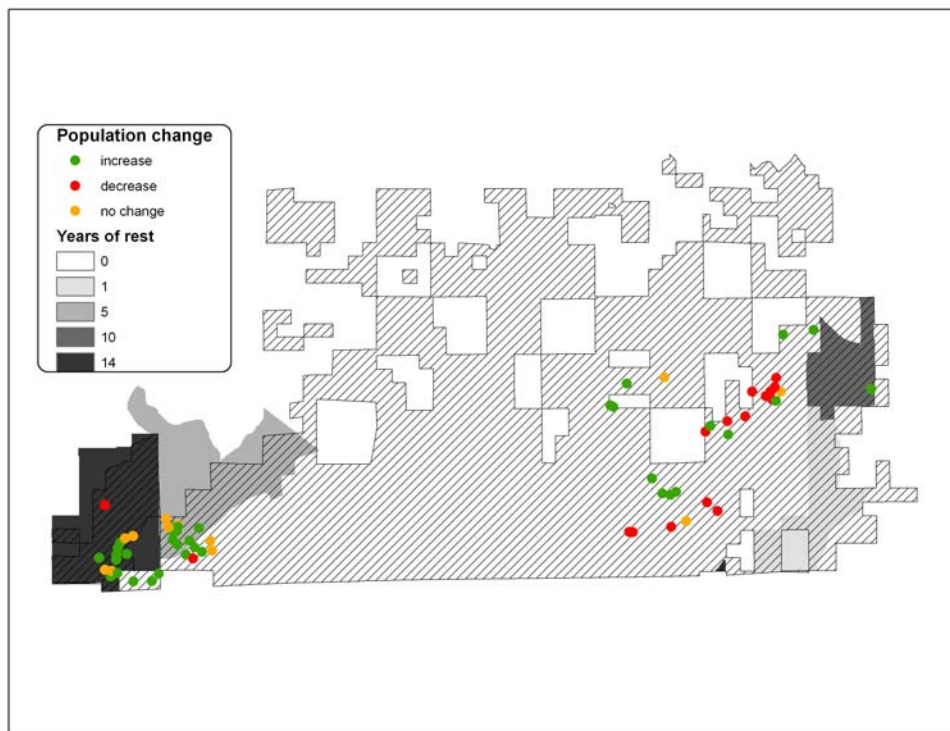 Population change
increase
decrease
no change
Years of rest
0
1
5
10
14